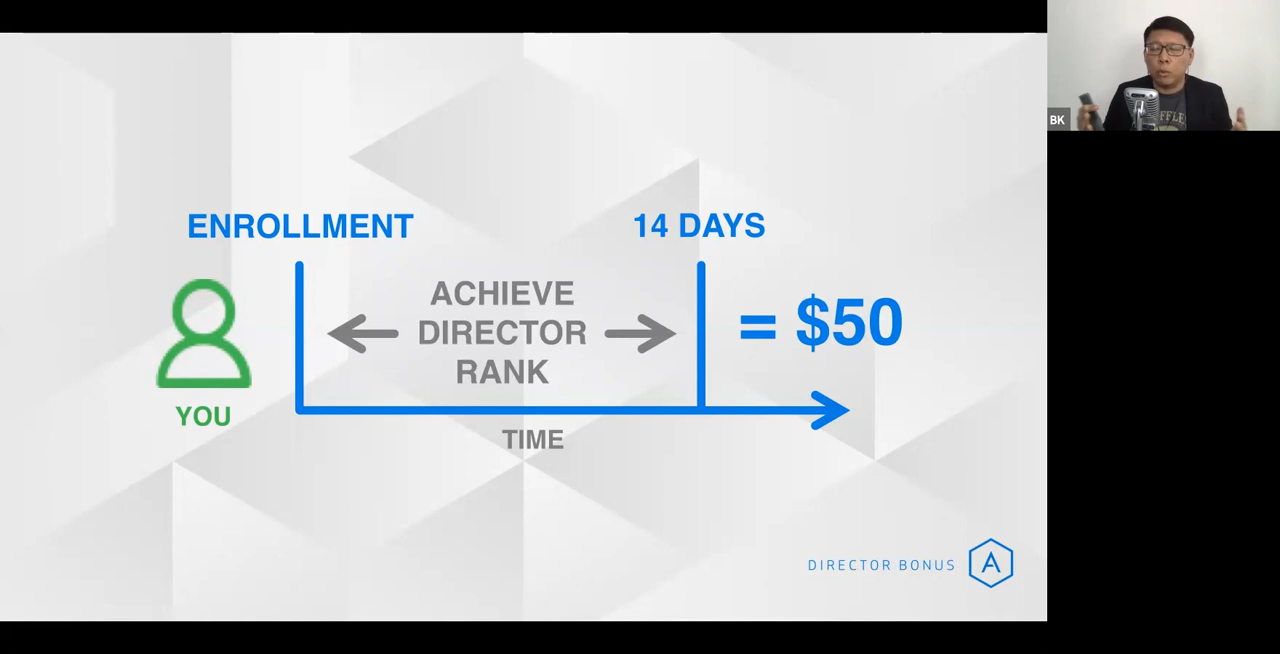 BK
ENROLLMENT
14 DAYS
ACHIEVE
DIRECTOR
RANK
= $50
YOU
TIME
DIRECTOR BONUS
A